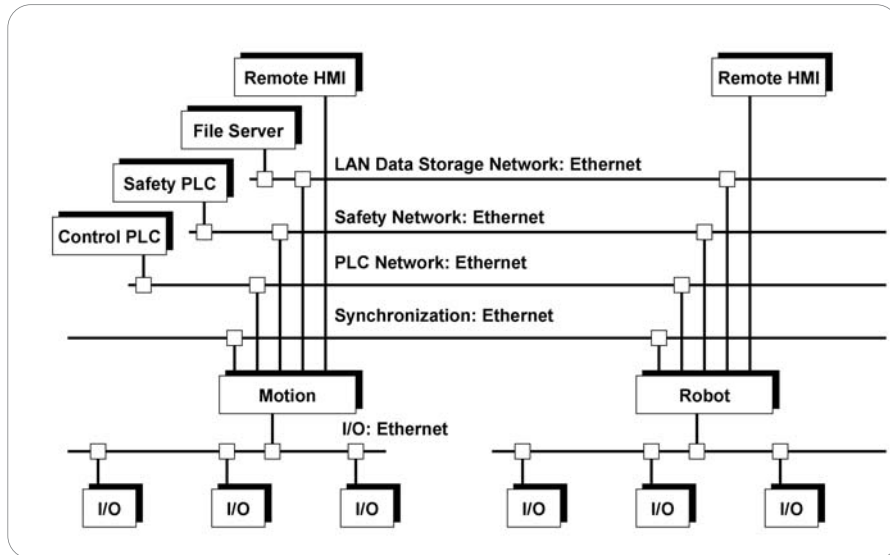 Remote HMI
Remote HMI
File Server
LAN Data Storage Network: Ethernet
Safety PLC
Safety Network: Ethernet
Control PLC
PLC Network: Ethernet
Synchronization: Ethernet
Motion
Robot
I/O: Ethernet
I/O
I/O
I/O
I/O
I/O
I/O